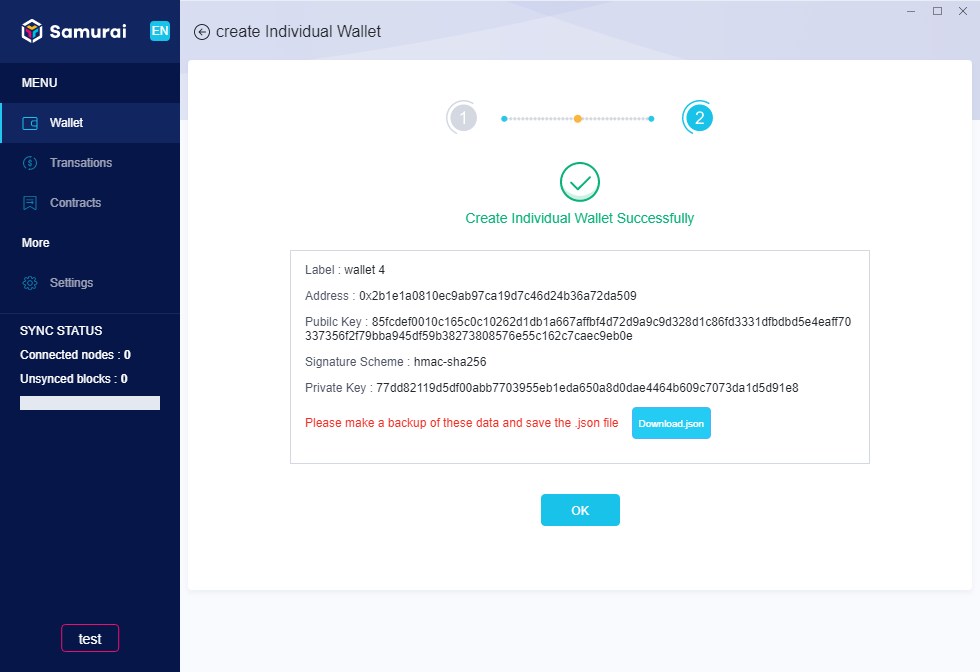 Samurai
EN
MENU
Wallet
Transations
Contracts
More
Settings
SYNC STATUS
Connected nodes : 0
Unsynced blocks : 0
test
create Individual Wallet
1
2
Create Individual Wallet Successfully
Label : wallet 4
Address : 0x2b1e1a0810ec9ab97ca19d7c46d24b36a72da509
Pubilc Key : 85fcdef0010c165c0c10262d1db1a667affbf4d72d9a9c9d328d1c86fd3331dfbdbd5e4eaff70
337356f2f79bba945df59b38273808576e55c162c7caec9eb0e
Signature Scheme : hmac-sha256
Private Key : 77dd82119d5df00abb7703955eb1eda650a8d0dae4464b609c7073da1d5d91e8
Please make a backup of these data and save the .json file
Download.json
OK